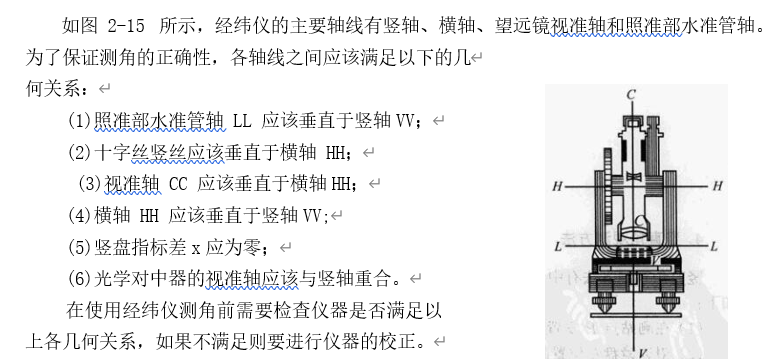 如图 2-15 所示，经纬仪的主要轴线有竖轴、横轴、望远镜视准轴和照准部水准管轴。
为了保证测角的正确性，各轴线之间应该满足以下的几
何关系：
(1)照准部水准管轴 LL 应该垂直于竖轴VV；
(2)十字丝竖丝应该垂直于横轴 HH；
(3)视准轴 CC 应该垂直于横轴HH；
(4)横轴 HH 应该垂直于竖轴VV;
(5)竖盘指标差x应为零；
(6)光学对中器的视准轴应该与竖轴重合。
在使用经纬仪测角前需要检查仪器是否满足以
上各几何关系，如果不满足则要进行仪器的校正。
C
H H
C
L L
V
V